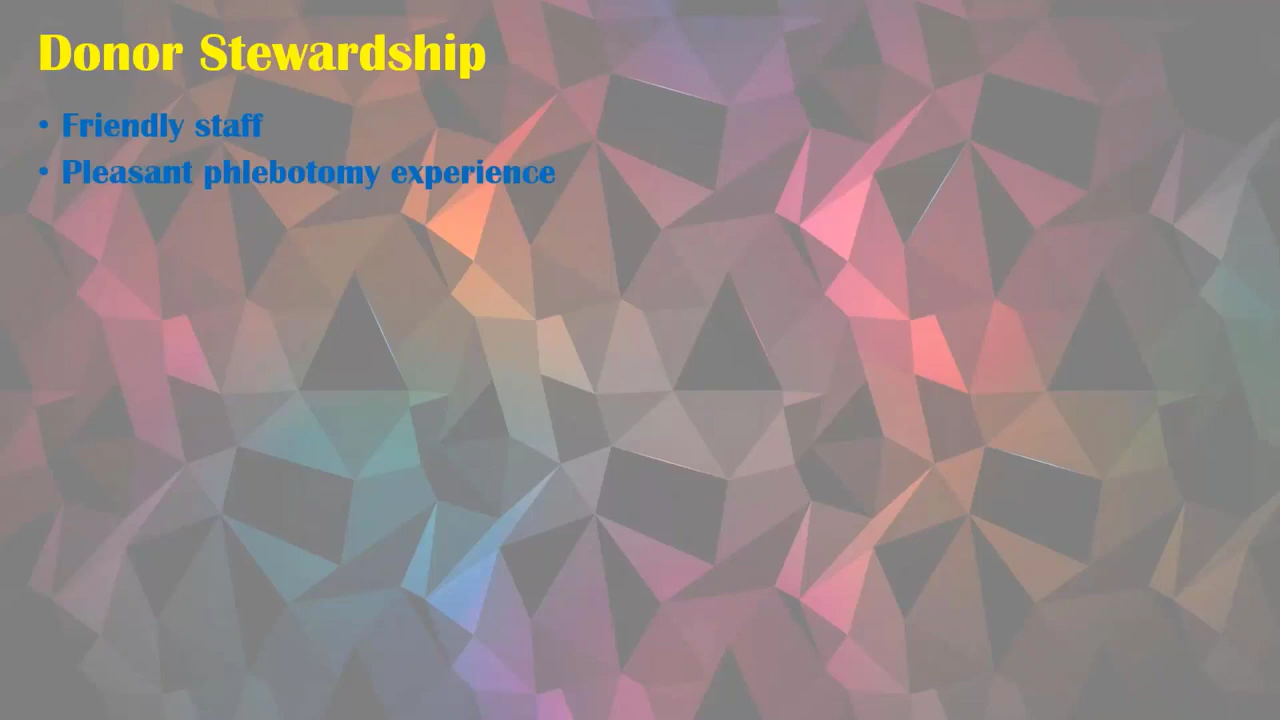 Donor Stewardship
• Friendly staff
• Pleasant phlebotomy experience